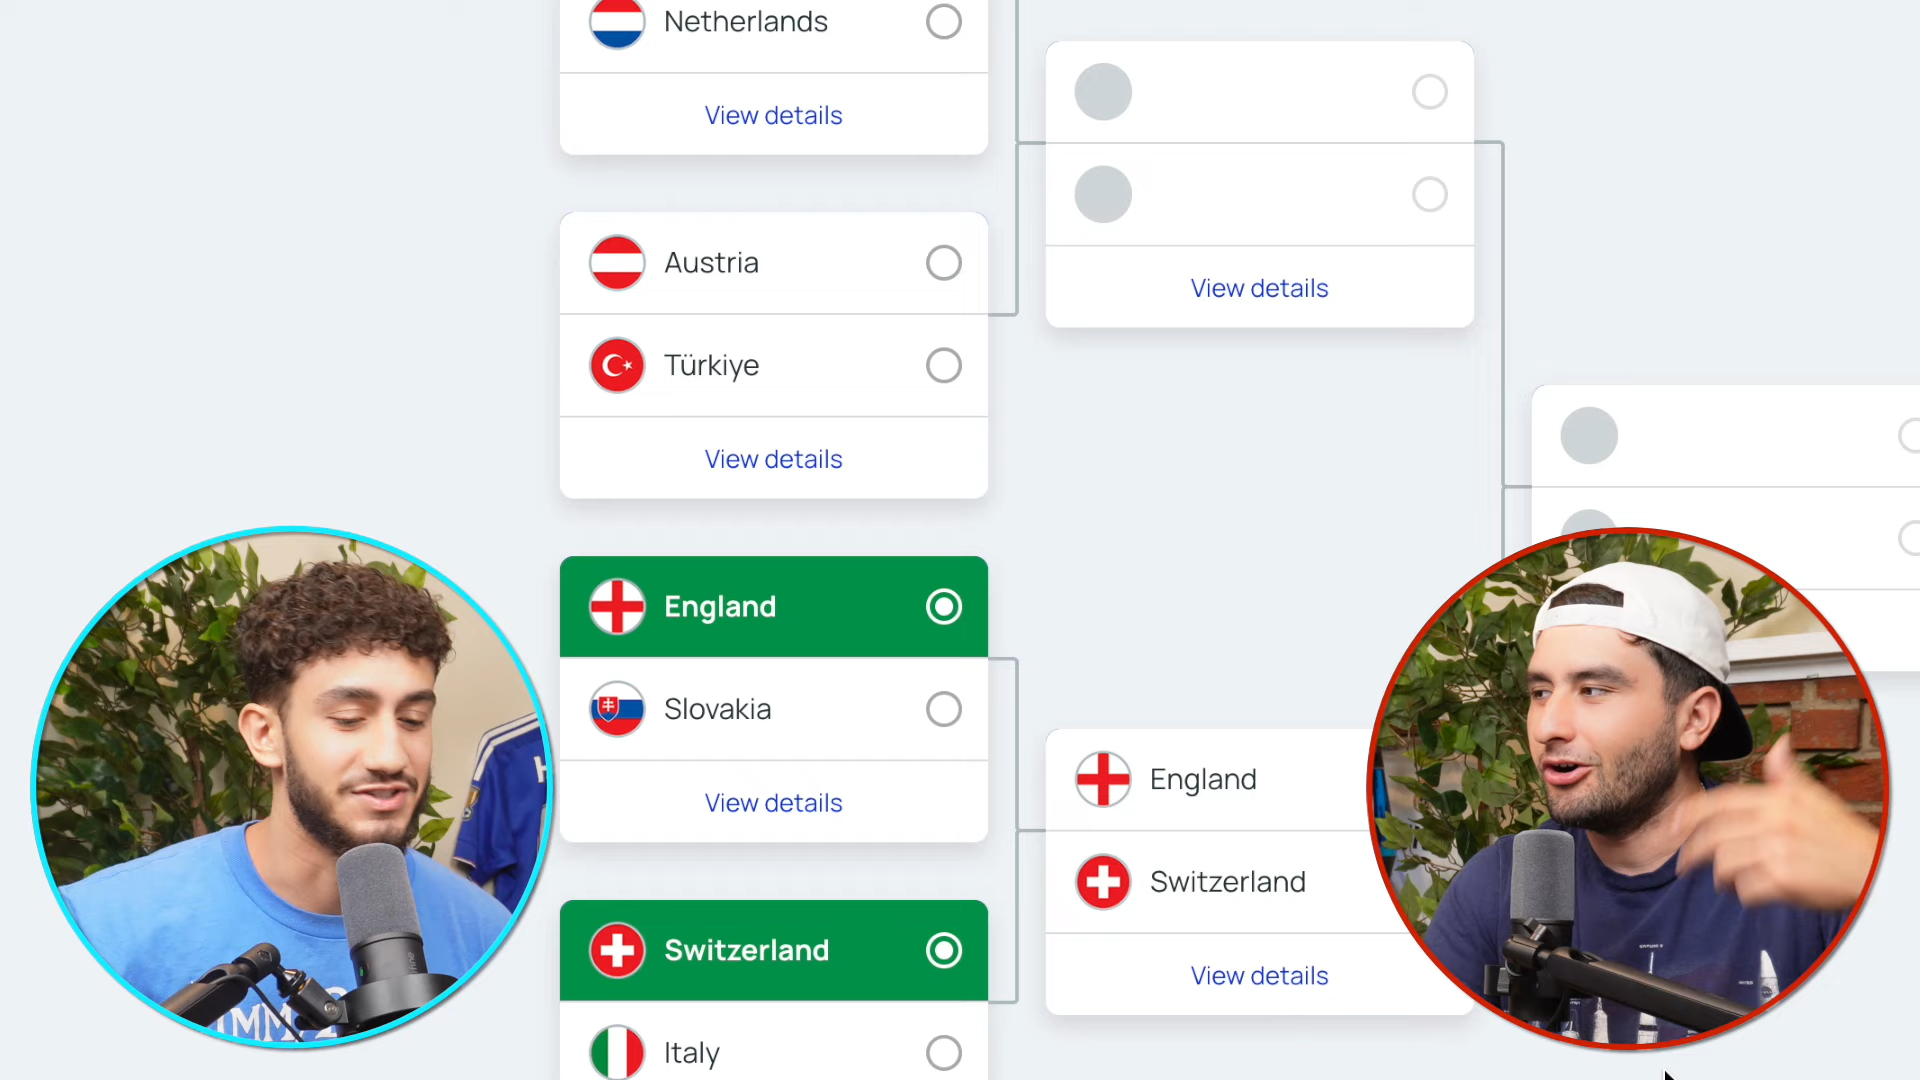 Netherlands
View details
Austria
Türkiye
View details
View details
England
Slovakia
View details
Switzerland
Italy
England
Switzerland
View details